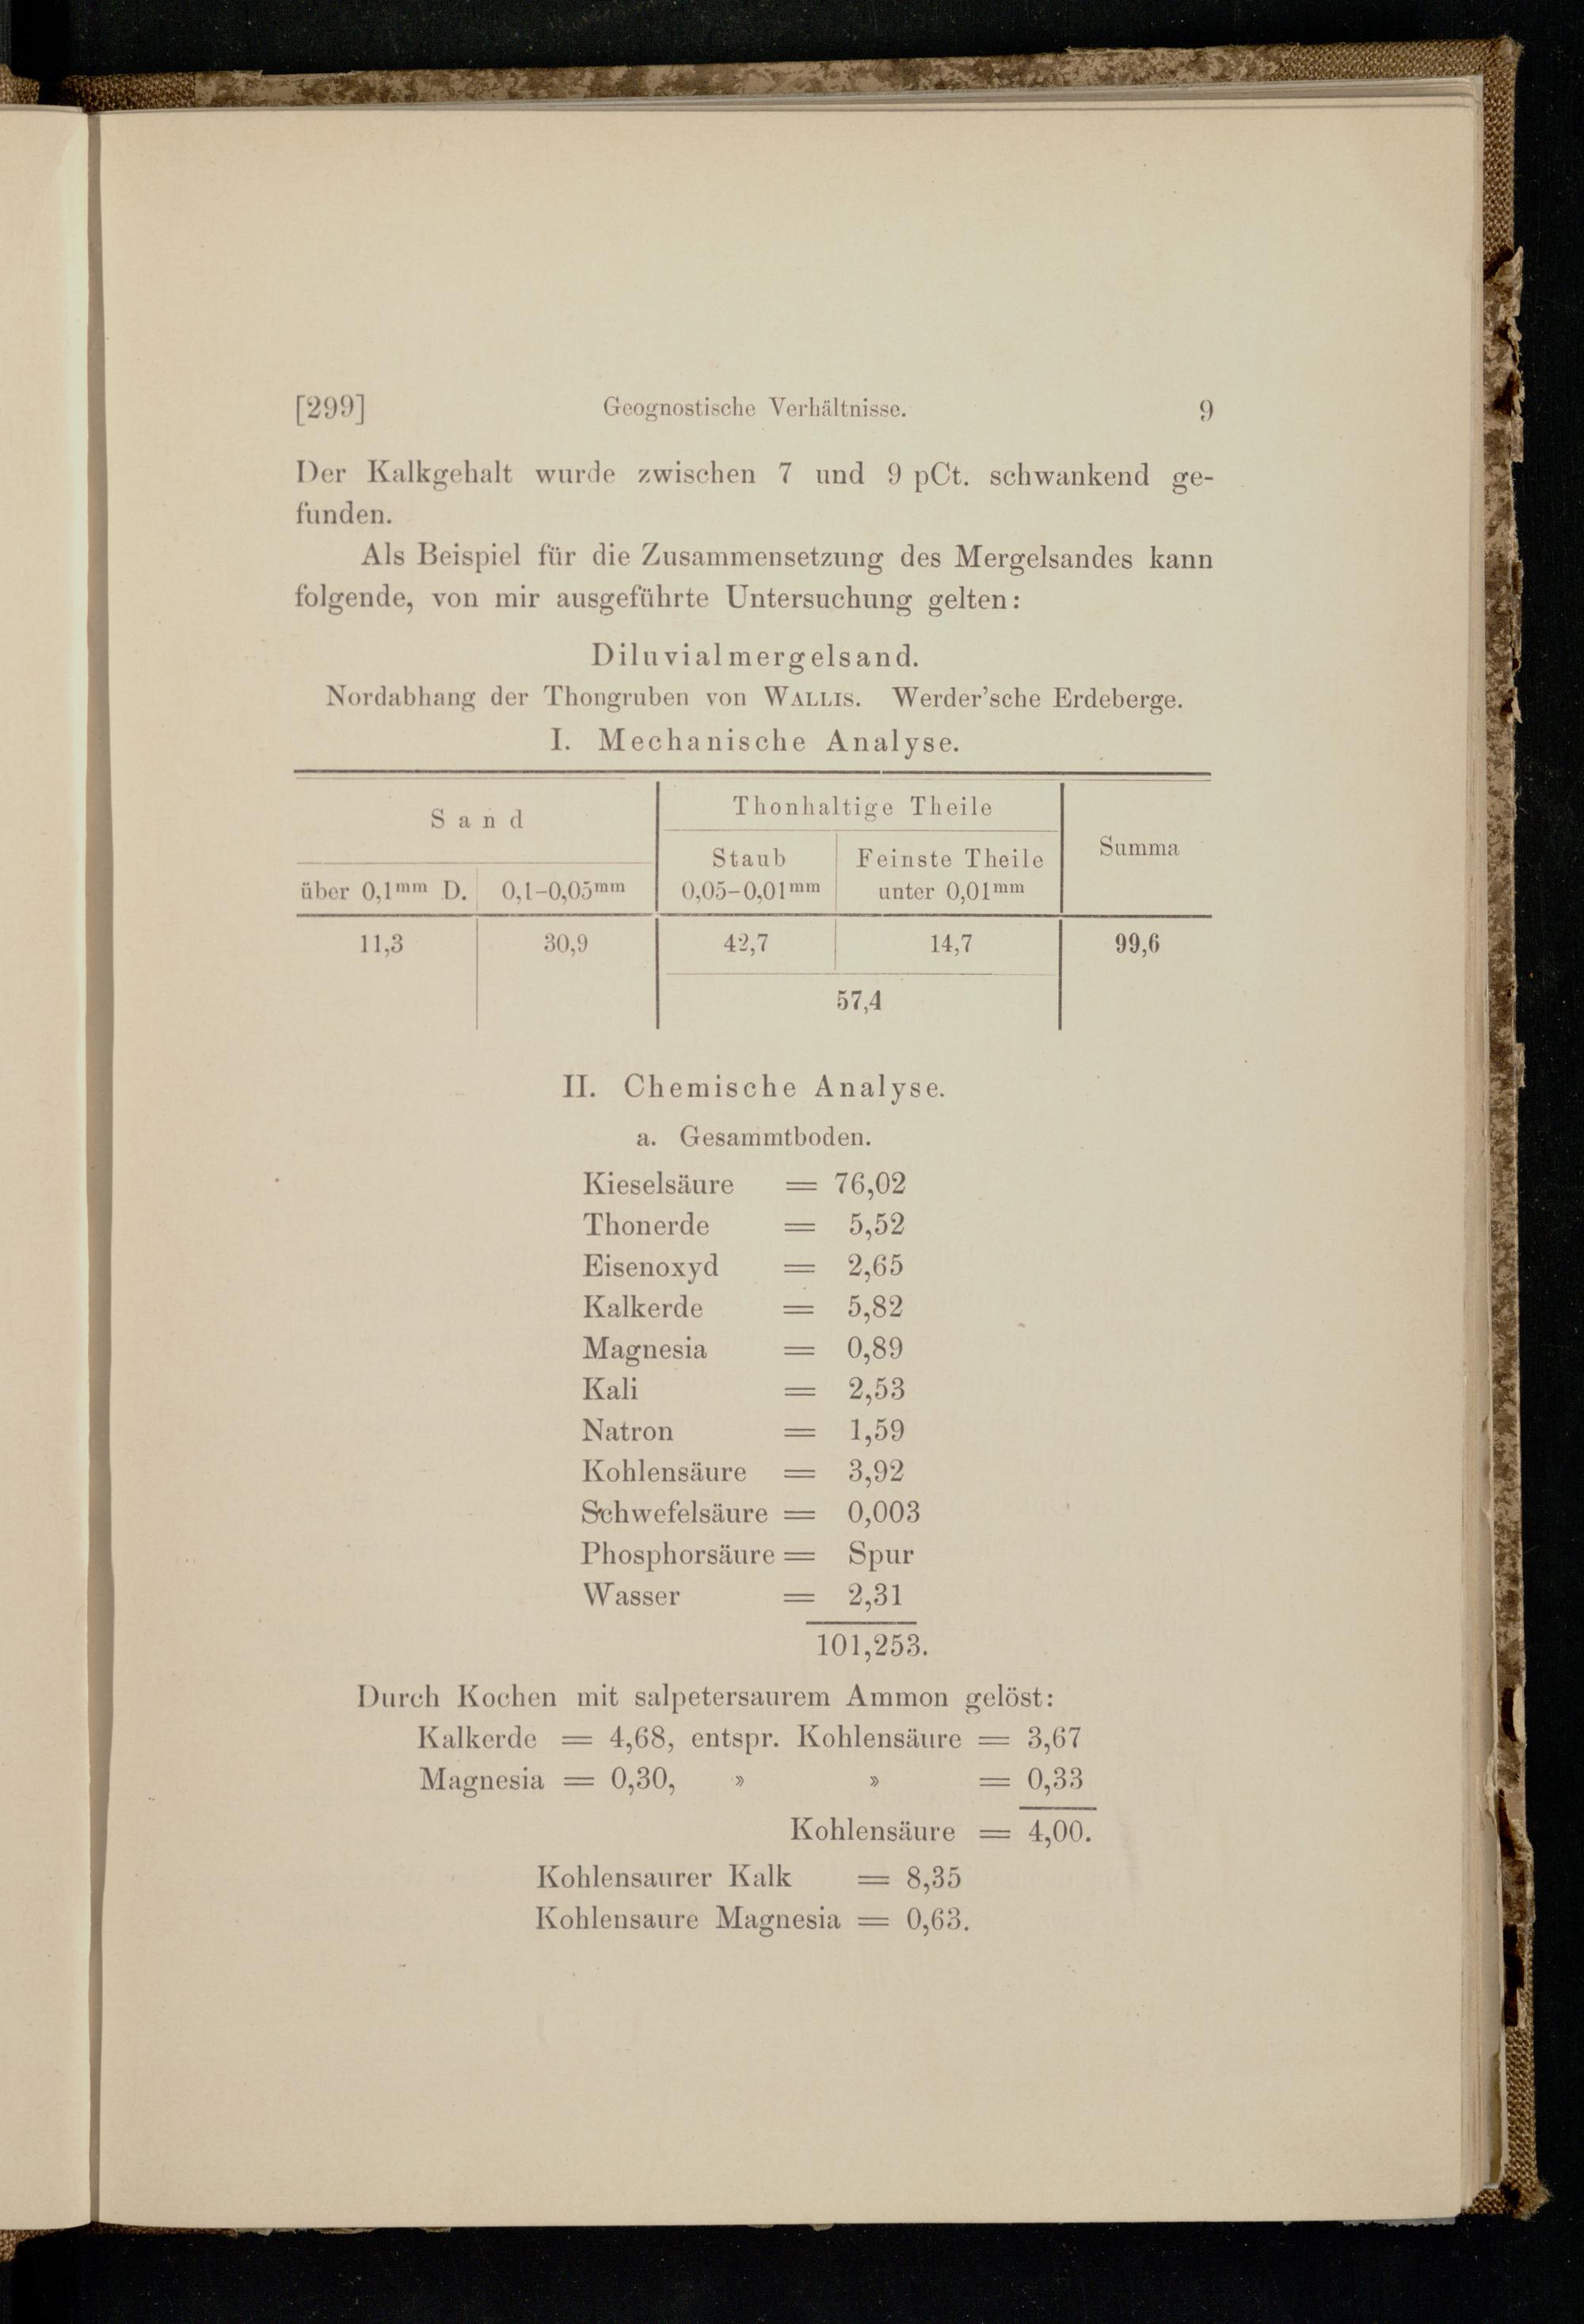 [299] Geognostische Verhältnisse. 9
Der Kalkgehalt wurde zwischen 7 und 9 pCt. schwankend ge-
funden.
Als Beispiel für die Zusammensetzung des Mergelsandes kann
folgende, von mir ausgeführte Untersuchung gelten:
Diluvialmergelsand.
Nordabhang der Thongruben von WALLIS. Werder'sche Erdeberge.
I. Mechanische Analyse.
Sand Thonhaltige Theile Summa
Staub Feinste Theile
über 0,1mm D. 0,1–0,05mm 0,05–0,01mm unter 0,01mm
11,3 30,9 42,7 14,7 99,6
57,4
II. Chemische Analyse.
a. Gesammtboden.
Kieselsäure = 76,02
Thonerde = 5,52
Eisenoxyd = 2,65
Kalkerde = 5,82
Magnesia = 0,89
Kali = 2,53
Natron = 1,59
Kohlensäure = 3,92
Schwefelsäure = 0,003
Phosphorsäure = Spur
Wasser = 2,31
101,253.
Durch Kochen mit salpetersaurem Ammon gelöst:
Kalkerde = 4,68, entspr. Kohlensäure = 3,67
Magnesia = 0,30, » » = 0,33
Kohlensäure = 4,00.
Kohlensaurer Kalk = 8,35
Kohlensaure Magnesia = 0,63.